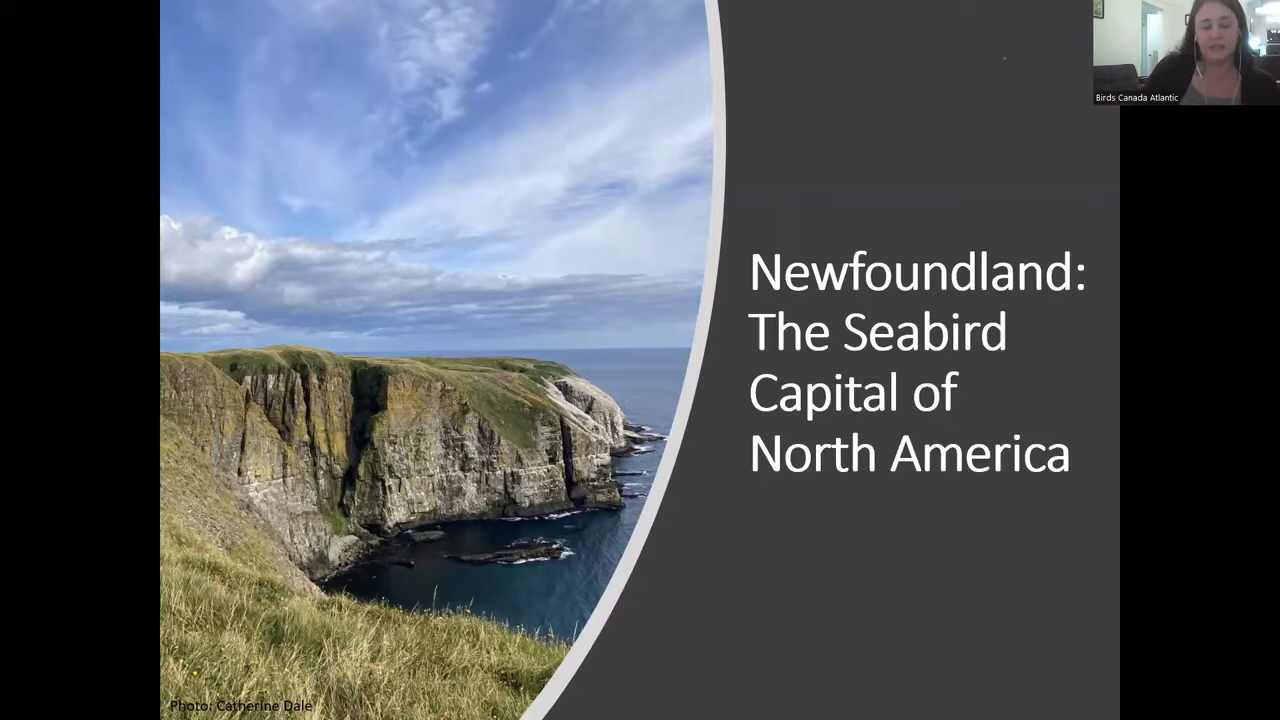 Birds Canada Atlantic
Newfoundland:
The Seabird
Capital of
North America
Photo: Catherine Dale